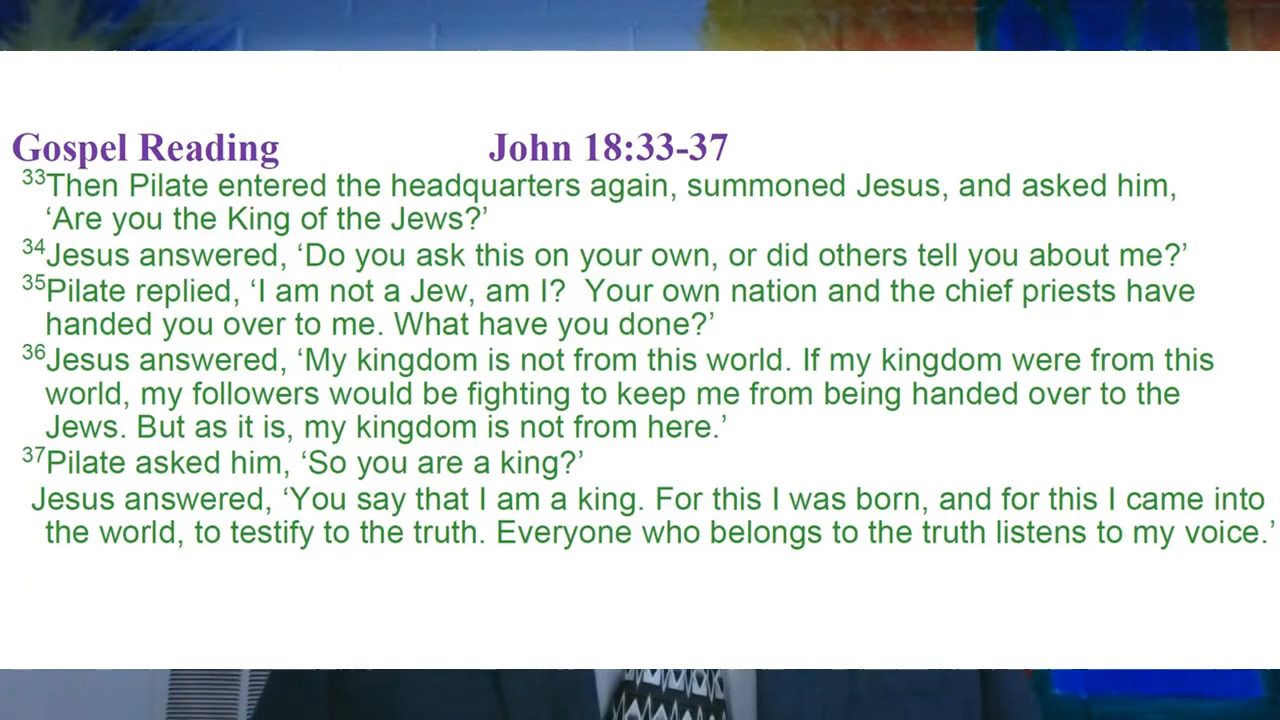 Gospel Reading John 18:33-37
33Then Pilate entered the headquarters again, summoned Jesus, and asked him,
‘Are you the King of the Jews?’
34Jesus answered, ‘Do you ask this on your own, or did others tell you about me?’
35Pilate replied, ‘I am not a Jew, am I? Your own nation and the chief priests have
handed you over to me. What have you done?’
36Jesus answered, ‘My kingdom is not from this world. If my kingdom were from this
world, my followers would be fighting to keep me from being handed over to the
Jews. But as it is, my kingdom is not from here.’
37Pilate asked him, ‘So you are a king?’
Jesus answered, ‘You say that I am a king. For this I was born, and for this I came into
the world, to testify to the truth. Everyone who belongs to the truth listens to my voice.’